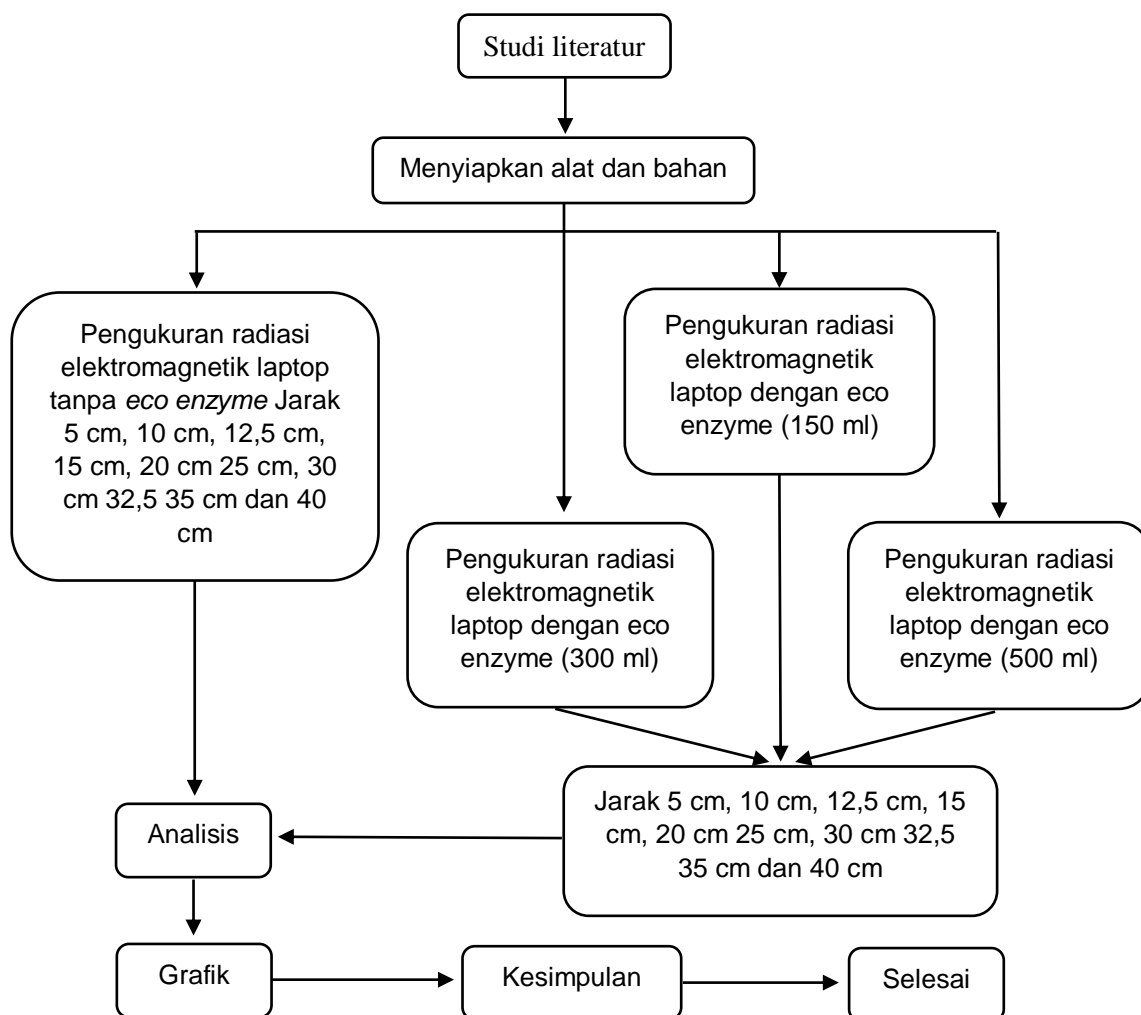 Studi literatur
Menyiapkan alat dan bahan
Pengukuran radiasi
elektromagnetik laptop
tanpa eco enzyme Jarak
5 cm, 10 cm, 12,5 cm,
15 cm, 20 cm 25 cm, 30
cm 32,5 35 cm dan 40
cm
Pengukuran radiasi
elektromagnetik
laptop dengan eco
enzyme (150 ml)
Pengukuran radiasi
elektromagnetik
laptop dengan eco
enzyme (300 ml)
Pengukuran radiasi
elektromagnetik
laptop dengan eco
enzyme (500 ml)
Jarak 5 cm, 10 cm, 12,5 cm, 15
cm, 20 cm 25 cm, 30 cm 32,5
35 cm dan 40 cm
Analisis
Grafik
Kesimpulan
Selesai